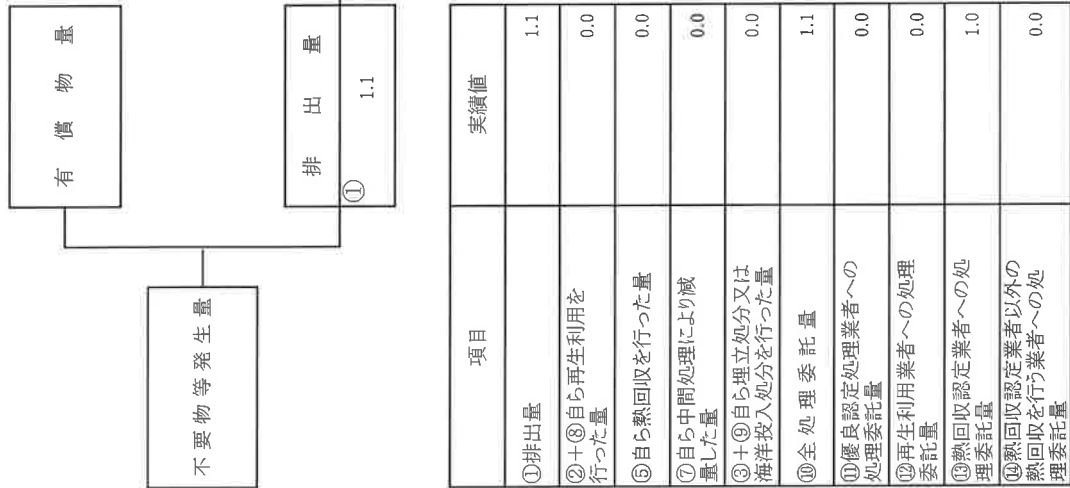 有償物量
不要物等発生量
排出量
①
1.1
項目
実績値
①排出量
1.1
②+⑧自ら再生利用を
行った量
0.0
⑤自ら熱回収を行った量
0.0
⑦自ら中間処理により減
量した量
0.0
③+⑨自ら埋立処分又は
海洋投入処分を行った量
0.0
⑩全処理委託量
1.1
⑪優良認定処理業者への
処理委託量
0.0
⑫再生利用業者への処理
委託量
0.0
⑬熱回収認定業者への処
理委託量
1.0
⑭熱回収認定業者以外の
熱回収を行う業者への処
理委託量
0.0